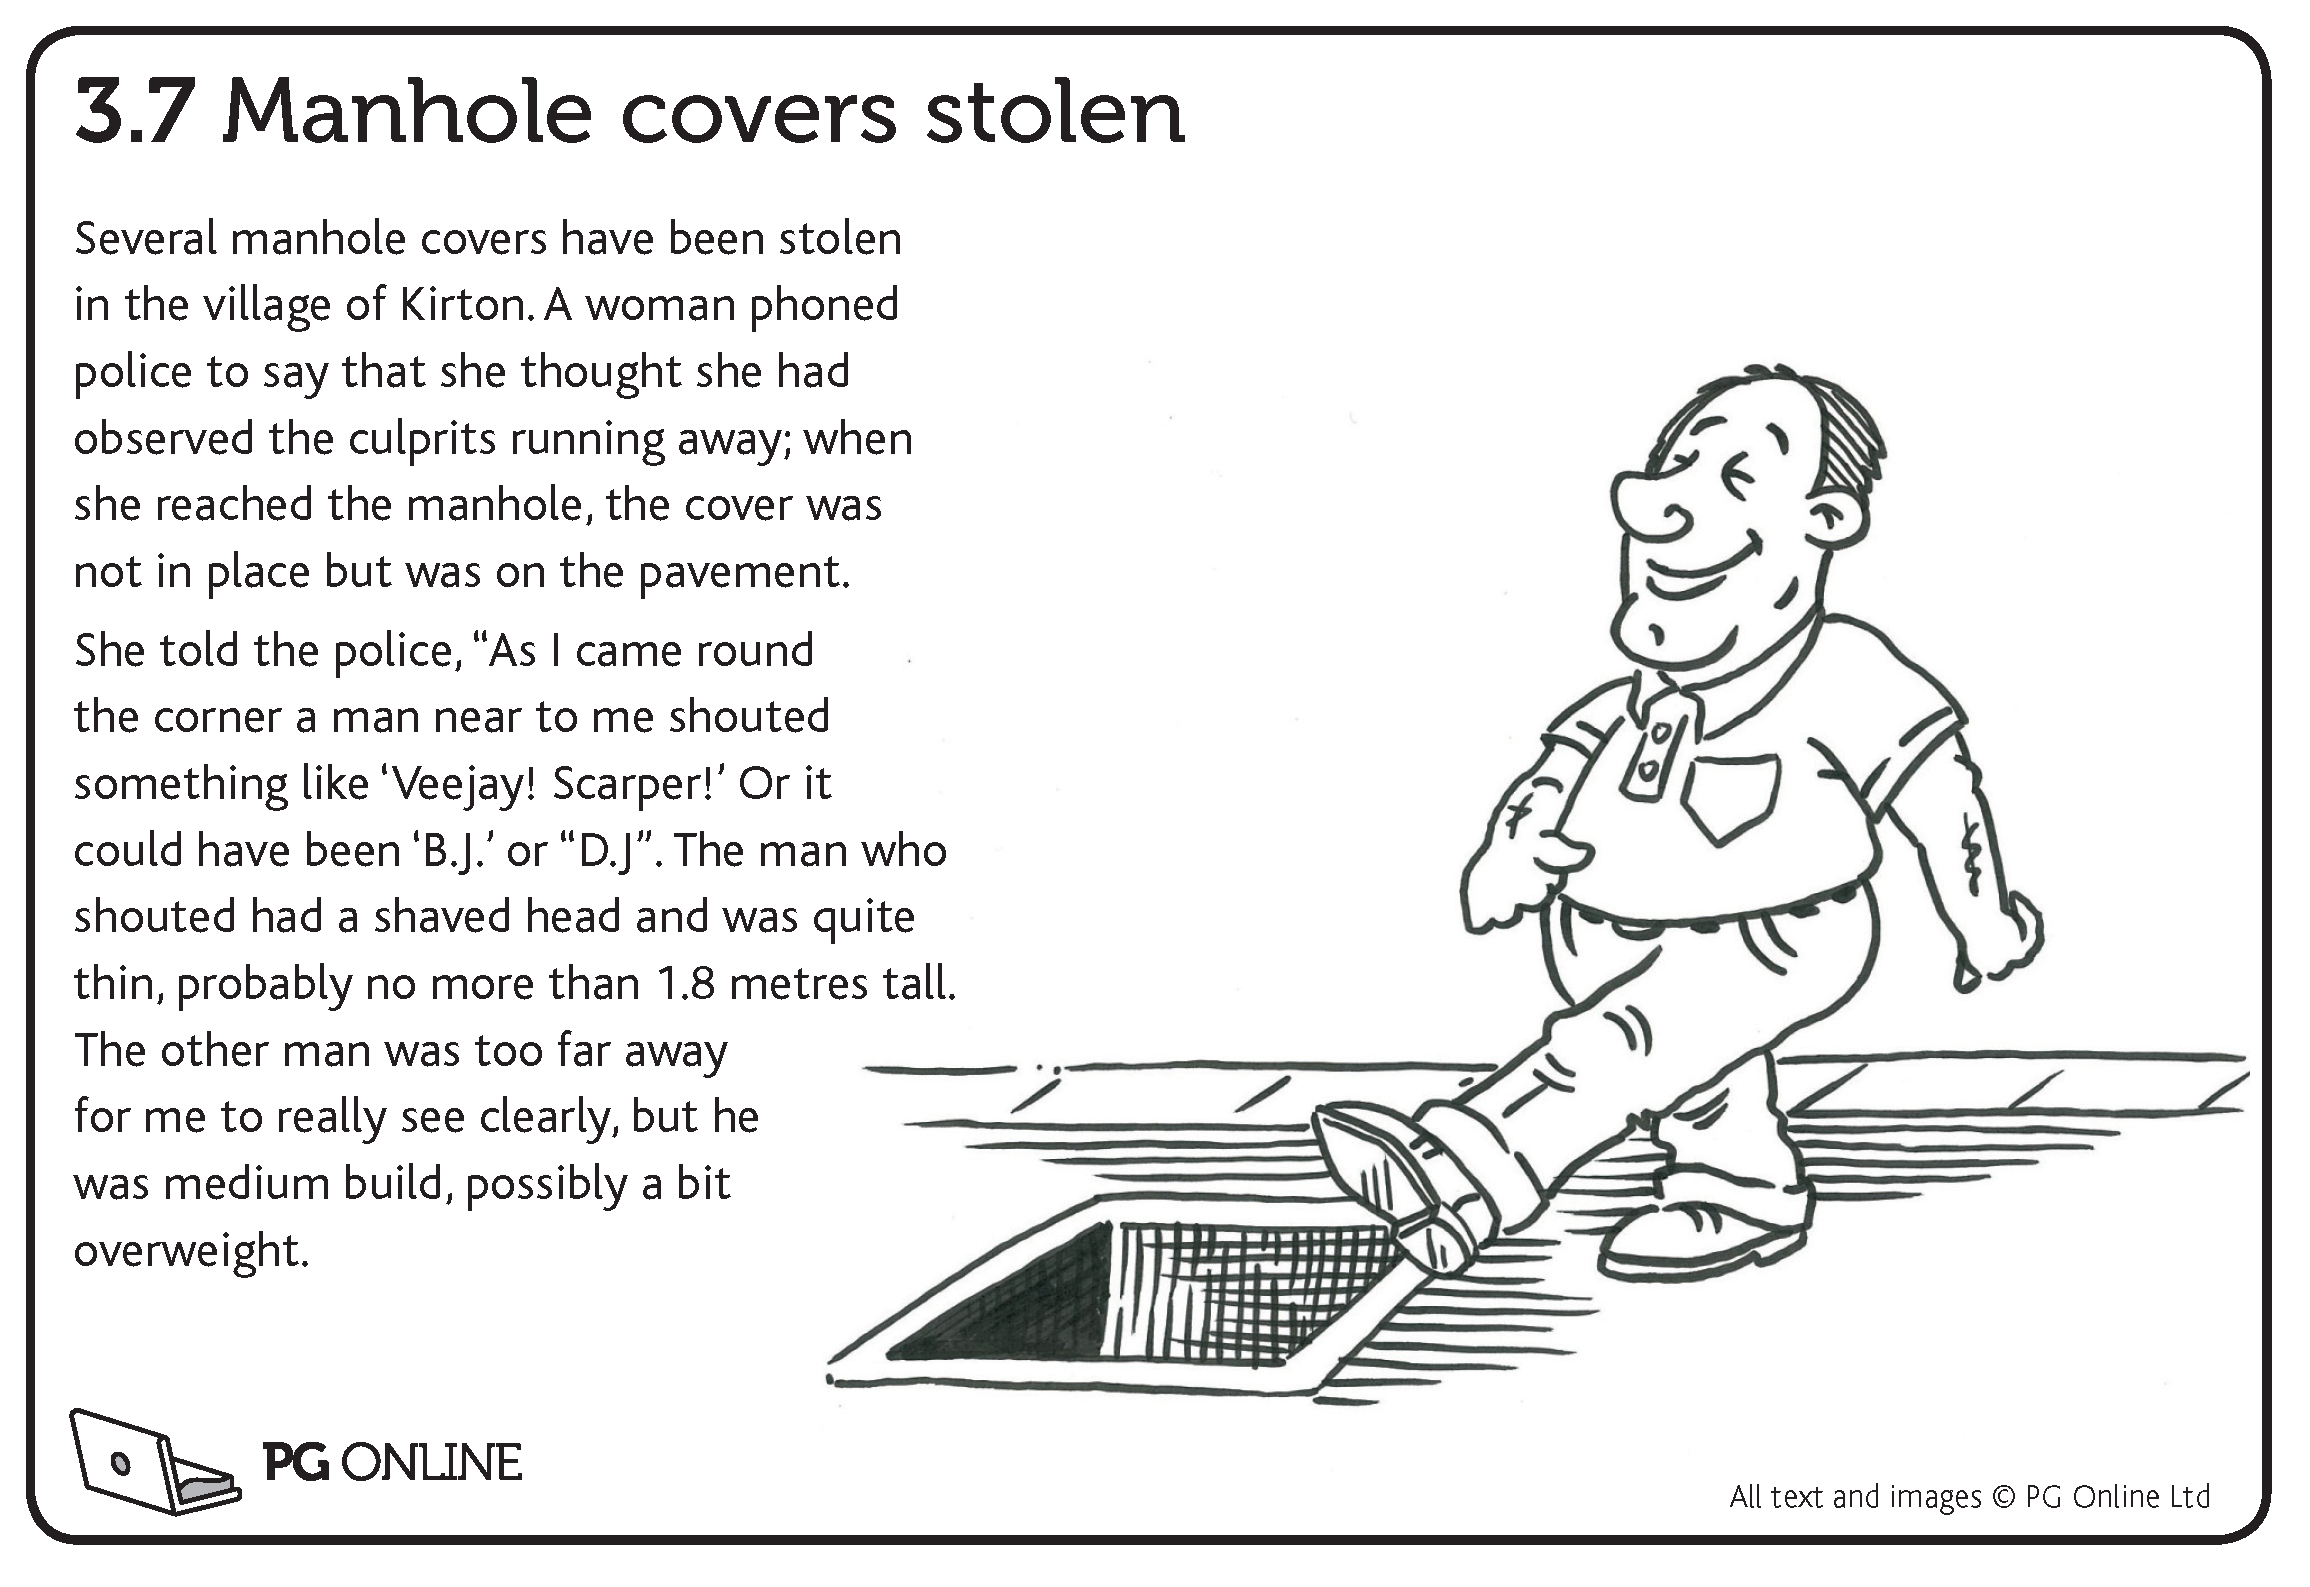 3.7 Manhole covers stolen
Several manhole covers have been stolen
in the village of Kirton. A woman phoned
police to say that she thought she had
observed the culprits running away; when
she reached the manhole, the cover was
not in place but was on the pavement.
She told the police, “As I came round
the corner a man near to me shouted
something like ‘Veejay! Scarper!’ Or it
could have been ‘B.J.’ or “D.J”. The man who
shouted had a shaved head and was quite
thin, probably no more than 1.8 metres tall.
The other man was too far away
for me to really see clearly, but he
was medium build, possibly a bit
overweight.
PG ONLINE
All text and images © PG Online Ltd